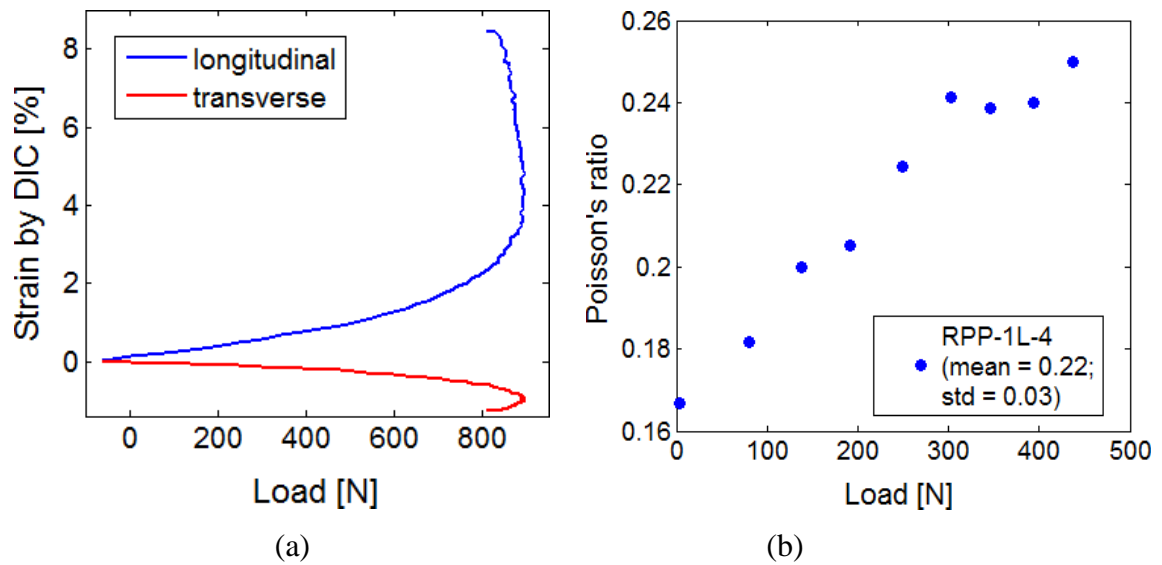 longitudinal
transverse
Strain by DIC [%]
8
6
4
2
0
0
200
400
600
800
Load [N]
(a)
0.26
0.24
0.22
0.2
0.18
0.16
Poisson's ratio
RPP-1L-4
(mean = 0.22;
std = 0.03)
0
100
200
300
400
500
Load [N]
(b)